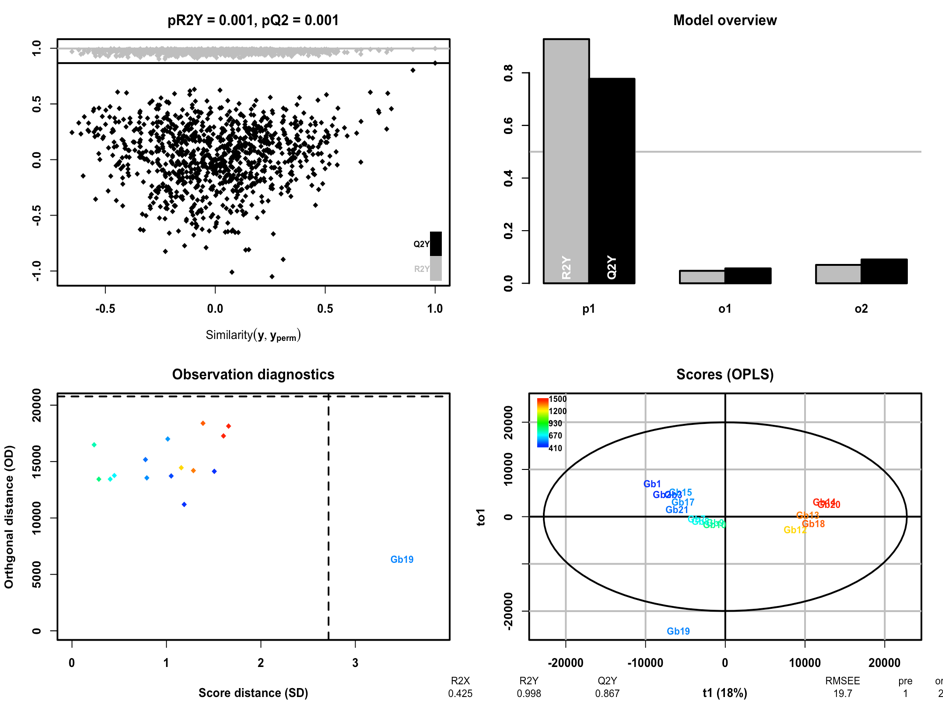 pR2Y = 0.001, pQ2 = 0.001
1.0
0.5
0.0
-0.5
-1.0
Q2Y
R2Y
-0.5 0.0 0.5 1.0
Similarity(y, yperm)
Model overview
0.8
0.6
0.4
0.2
0.0
R2Y Q2Y
p1 o1 o2
Observation diagnostics
Orthgonal distance (OD)
20000
15000
10000
5000
0
Gb19
0 1 2 3
Score distance (SD)
Scores (OPLS)
to1
20000
10000
0
-20000
1500
1200
930
670
410
Gb1
Gb3
Gb15
Gb17
Gb21
Gb14
Gb20
Gb13
Gb18
Gb12
Gb19
-20000 -10000 0 10000 20000
R2X R2Y Q2Y RMSEE pre
0.425 0.998 0.867 t1 (18%) 19.7 1 2